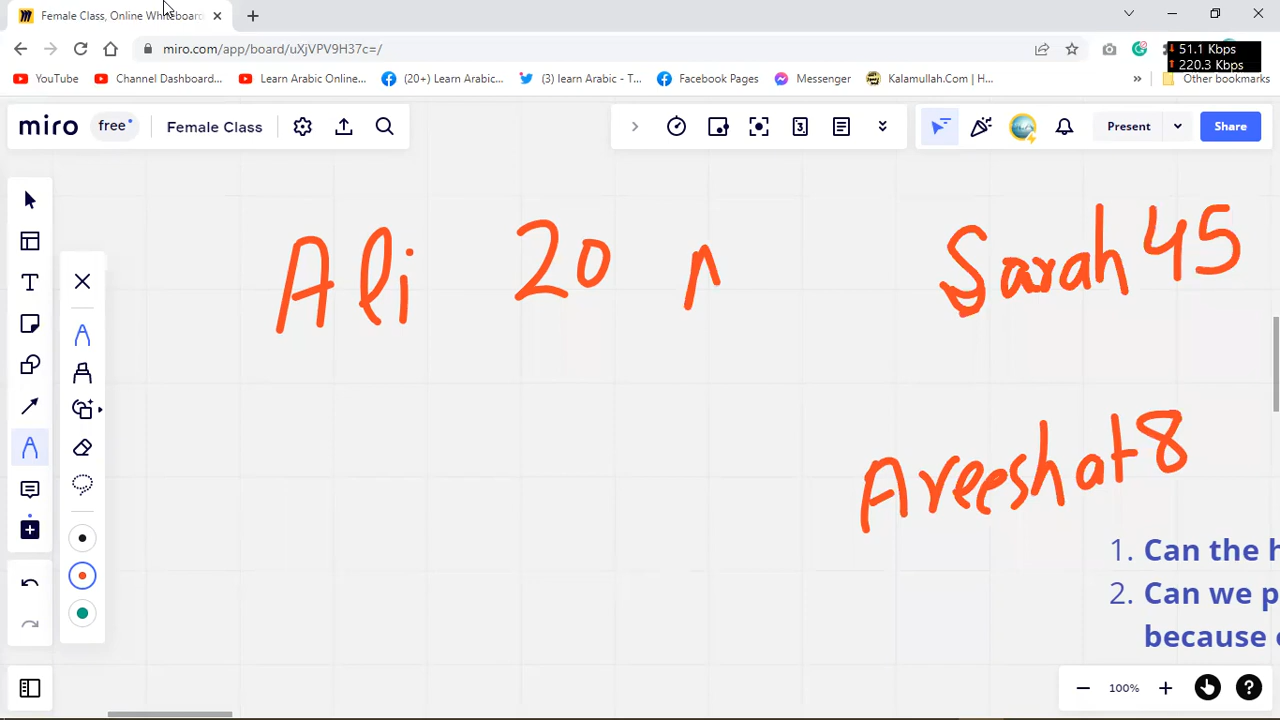 Female Class, Online Whiteboard
miro.com/app/board/uXjVPV9H37c=/
51.1 Kbps
220.3 Kbps
YouTube
Channel Dashboard...
Learn Arabic Online...
(20+) Learn Arabic...
(3) learn Arabic - T...
Facebook Pages
Messenger
Kalamullah.Com | H...
»
Other bookmarks
miro
free
Female Class
3
Present
Share
T
Ali 20
Sarah 45
Areeshat 8
1. Can the h
2. Can we p
because
100%
?